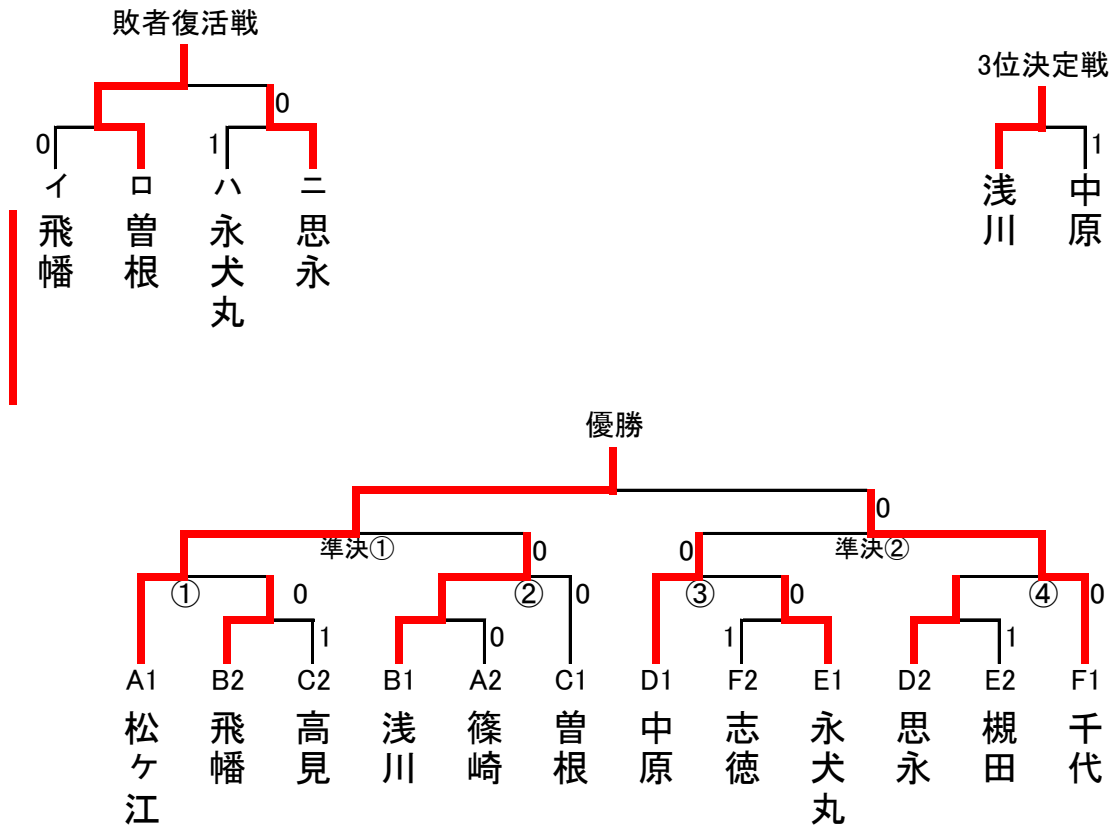 敗者復活戦
3位決定戦
0
0
1
1
イ
ロ
ハ
ニ
飛幡
曽根
永犬丸
思永
浅川
中原
優勝
0
準決①
0
0
準決②
①
0
②
0
③
0
④
0
1
0
1
1
A1
B2
C2
B1
A2
C1
D1
F2
E1
D2
E2
F1
松ヶ江
飛幡
高見
浅川
篠崎
曽根
中原
志徳
永犬丸
思永
槻田
千代